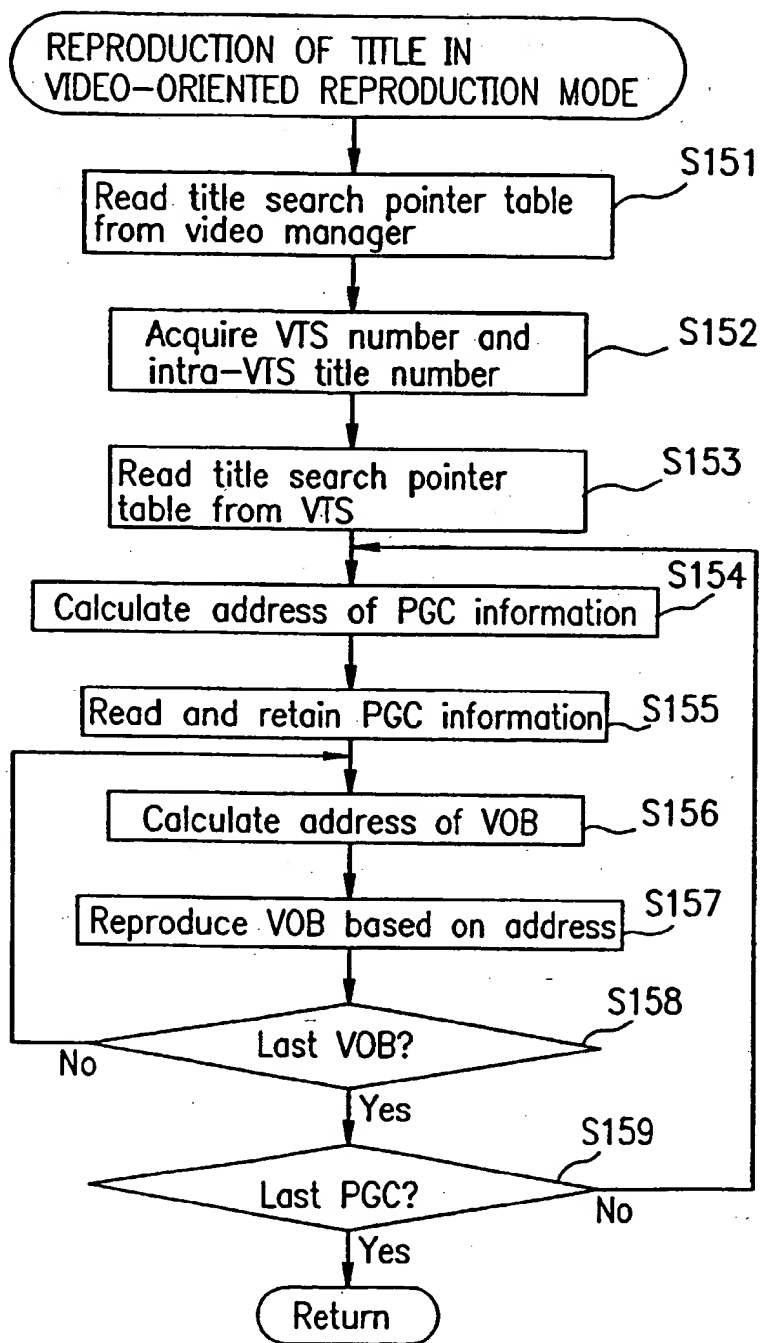 REPRODUCTION OF TITLE IN
VIDEO-ORIENTED REPRODUCTION MODE
S151
Read title search pointer table
from video manager
S152
Acquire VTS number and
intra-VTS title number
S153
Read title search pointer
table from VTS
S154
Calculate address of PGC information
Read and retain PGC information
S155
Calculate address of VOB
S156
Reproduce VOB based on address
S157
S158
Last VOB?
No
Yes
S159
Last PGC?
No
Yes
Return